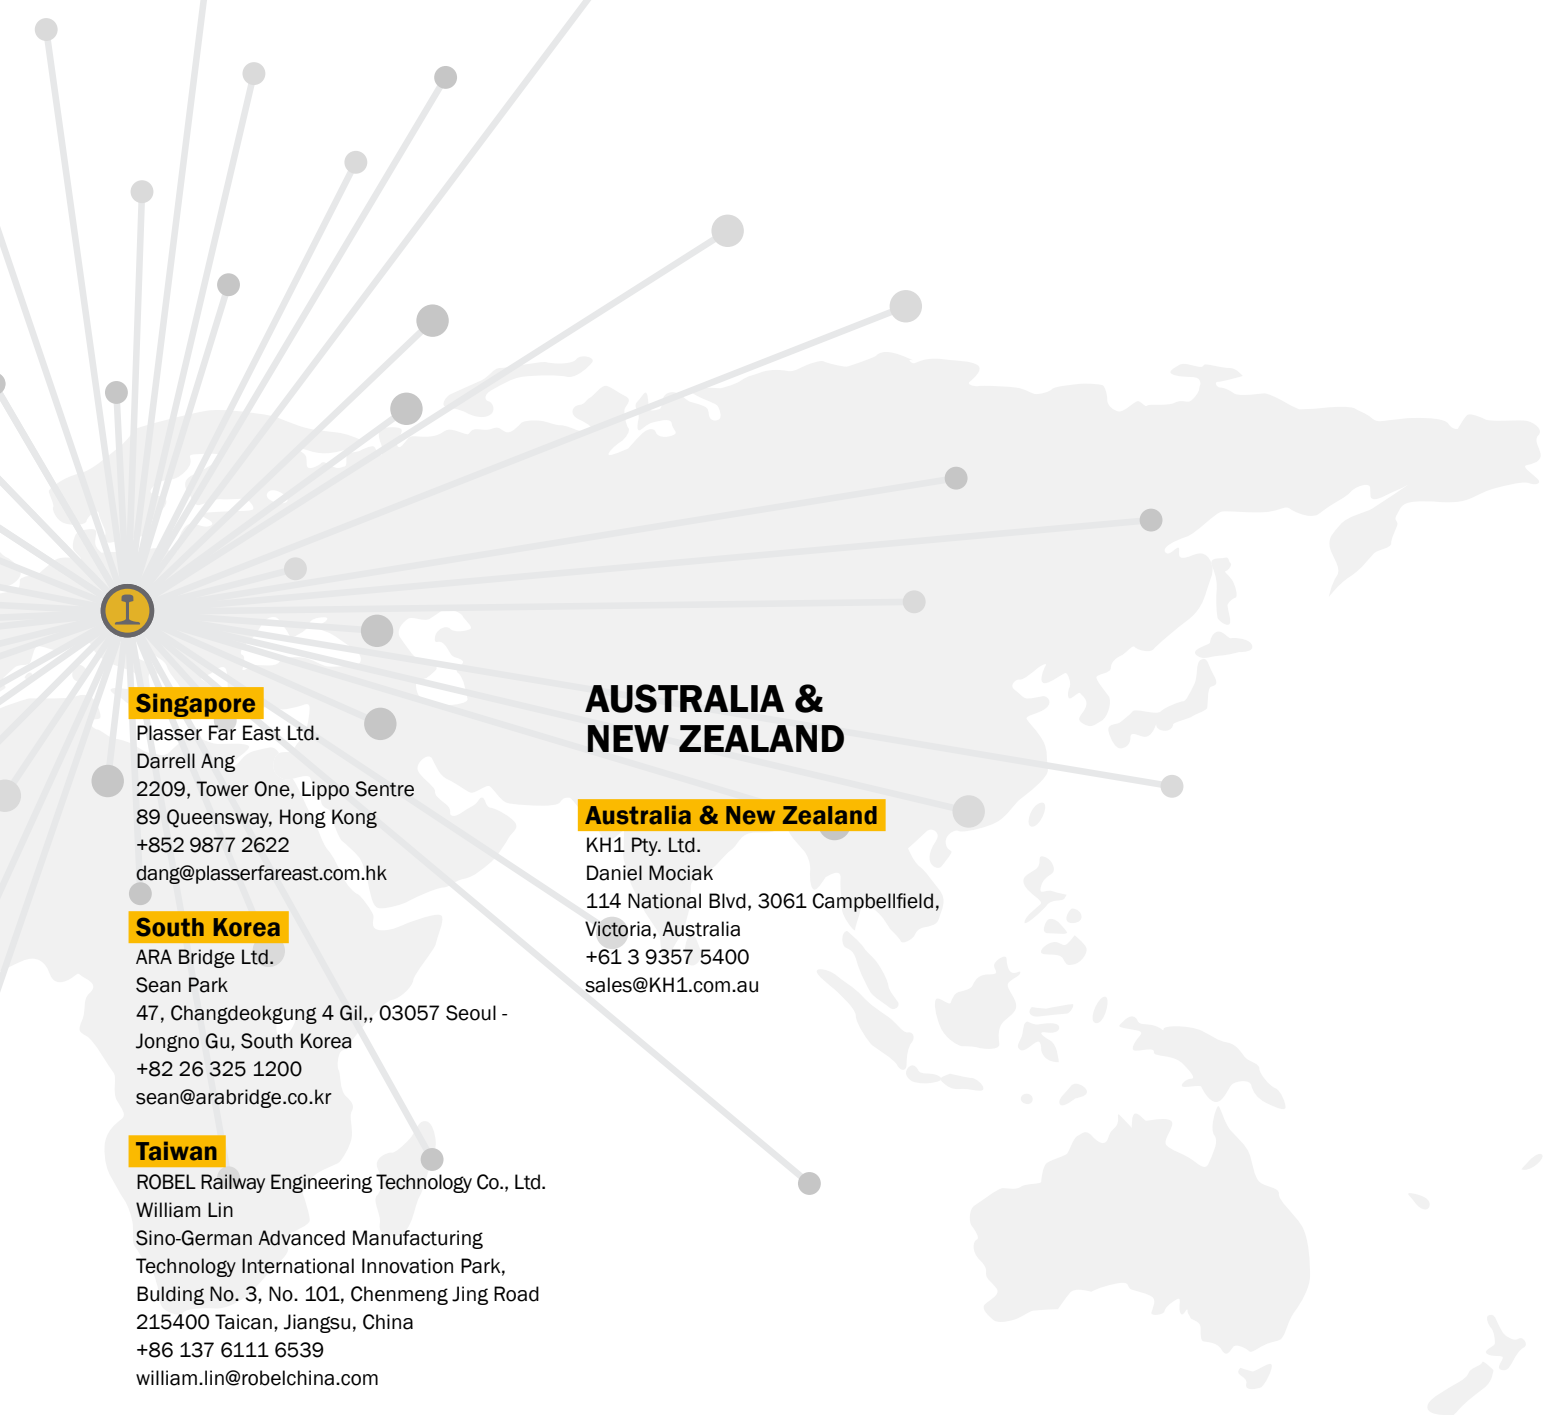 Singapore
Plasser Far East Ltd.
Darrell Ang
2209, Tower One, Lippo Sentre
89 Queensway, Hong Kong
+852 9877 2622
dang@plasserfareast.com.hk
South Korea
ARA Bridge Ltd.
Sean Park
47, Changdeokgung 4 Gil,, 03057 Seoul -
Jongno Gu, South Korea
+82 26 325 1200
sean@arabridge.co.kr
Taiwan
ROBEL Railway Engineering Technology Co., Ltd.
William Lin
Sino-German Advanced Manufacturing
Technology International Innovation Park,
Bulding No. 3, No. 101, Chenmeng Jing Road
215400 Taican, Jiangsu, China
+86 137 6111 6539
william.lin@robelchina.com
AUSTRALIA &
NEW ZEALAND
Australia & New Zealand
KH1 Pty. Ltd.
Daniel Mociak
114 National Blvd, 3061 Campbellfield,
Victoria, Australia
+61 3 9357 5400
sales@KH1.com.au